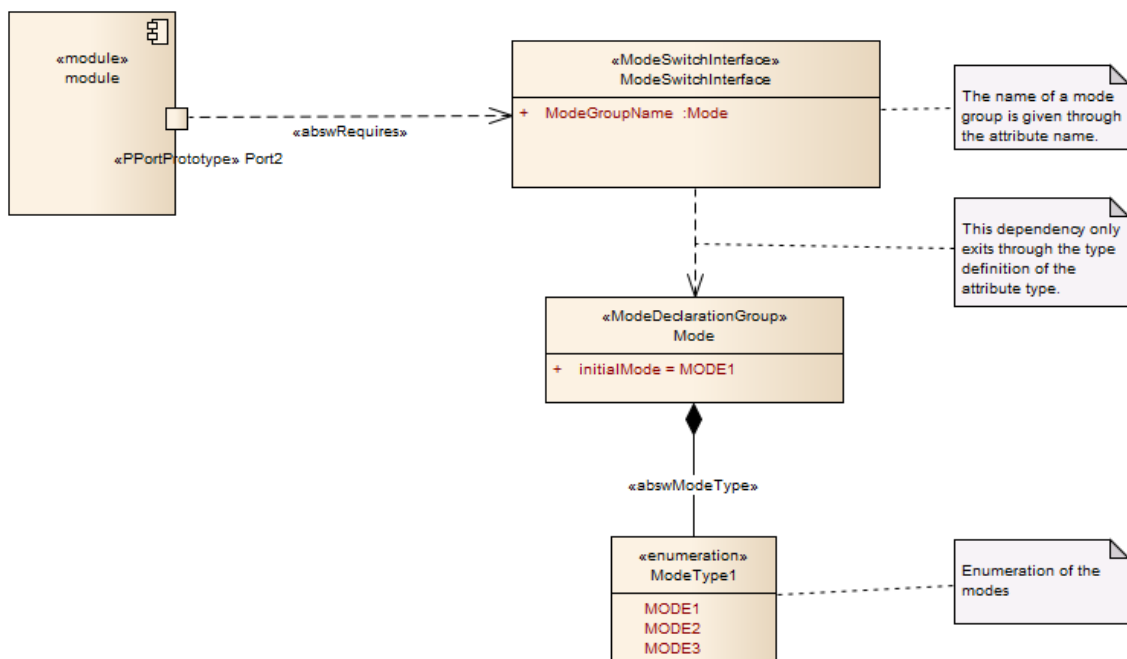 «module»
module
«PPortPrototype» Port2
«abswRequires»
«ModeSwitchInterface»
ModeSwitchInterface
+ ModeGroupName :Mode
The name of a mode
group is given through
the attribute name.
This dependency only
exits through the type
definition of the
attribute type.
«ModeDeclarationGroup»
Mode
+ initialMode = MODE1
«abswModeType»
«enumeration»
ModeType1
MODE1
MODE2
MODE3
Enumeration of the
modes